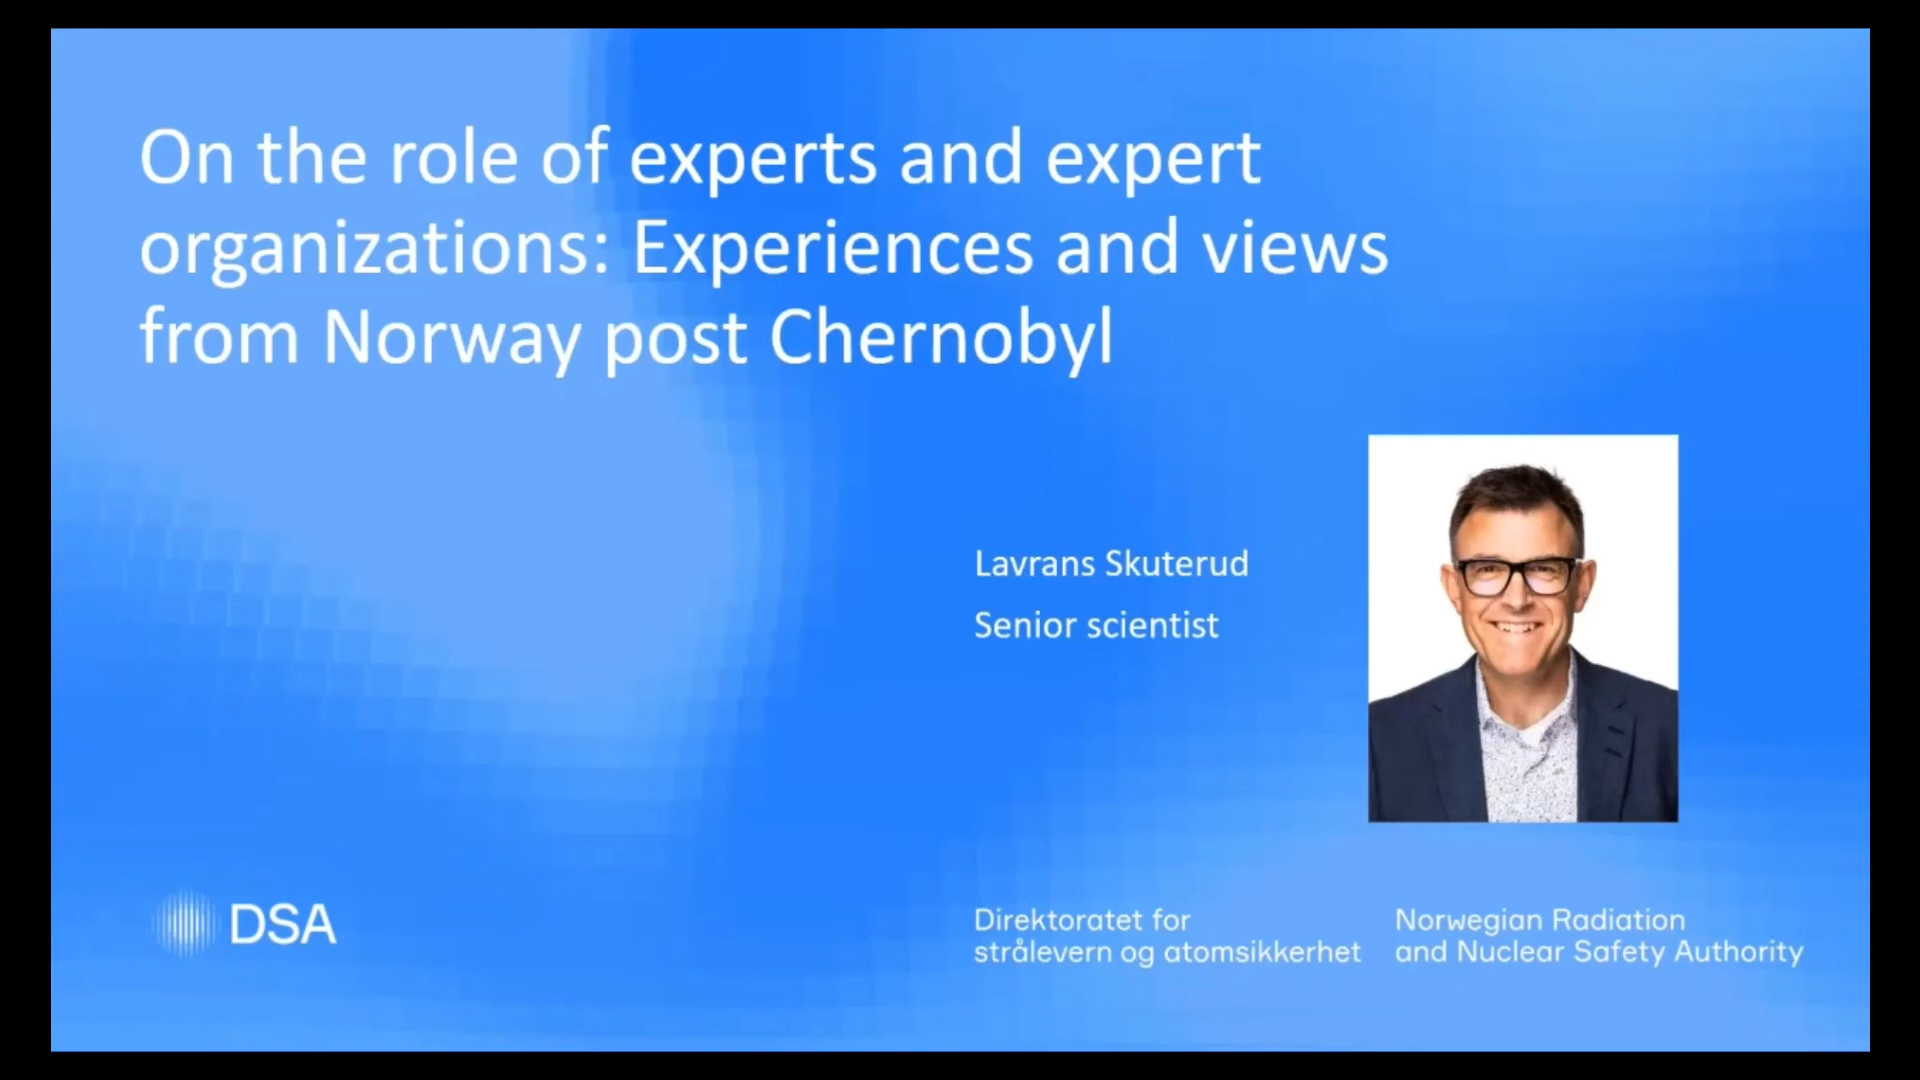 On the role of experts and expert
organizations: Experiences and views
from Norway post Chernobyl
Lavrans Skuterud
Senior scientist
DSA
Direktoratet for
strålevern og atomsikkerhet
Norwegian Radiation
and Nuclear Safety Authority